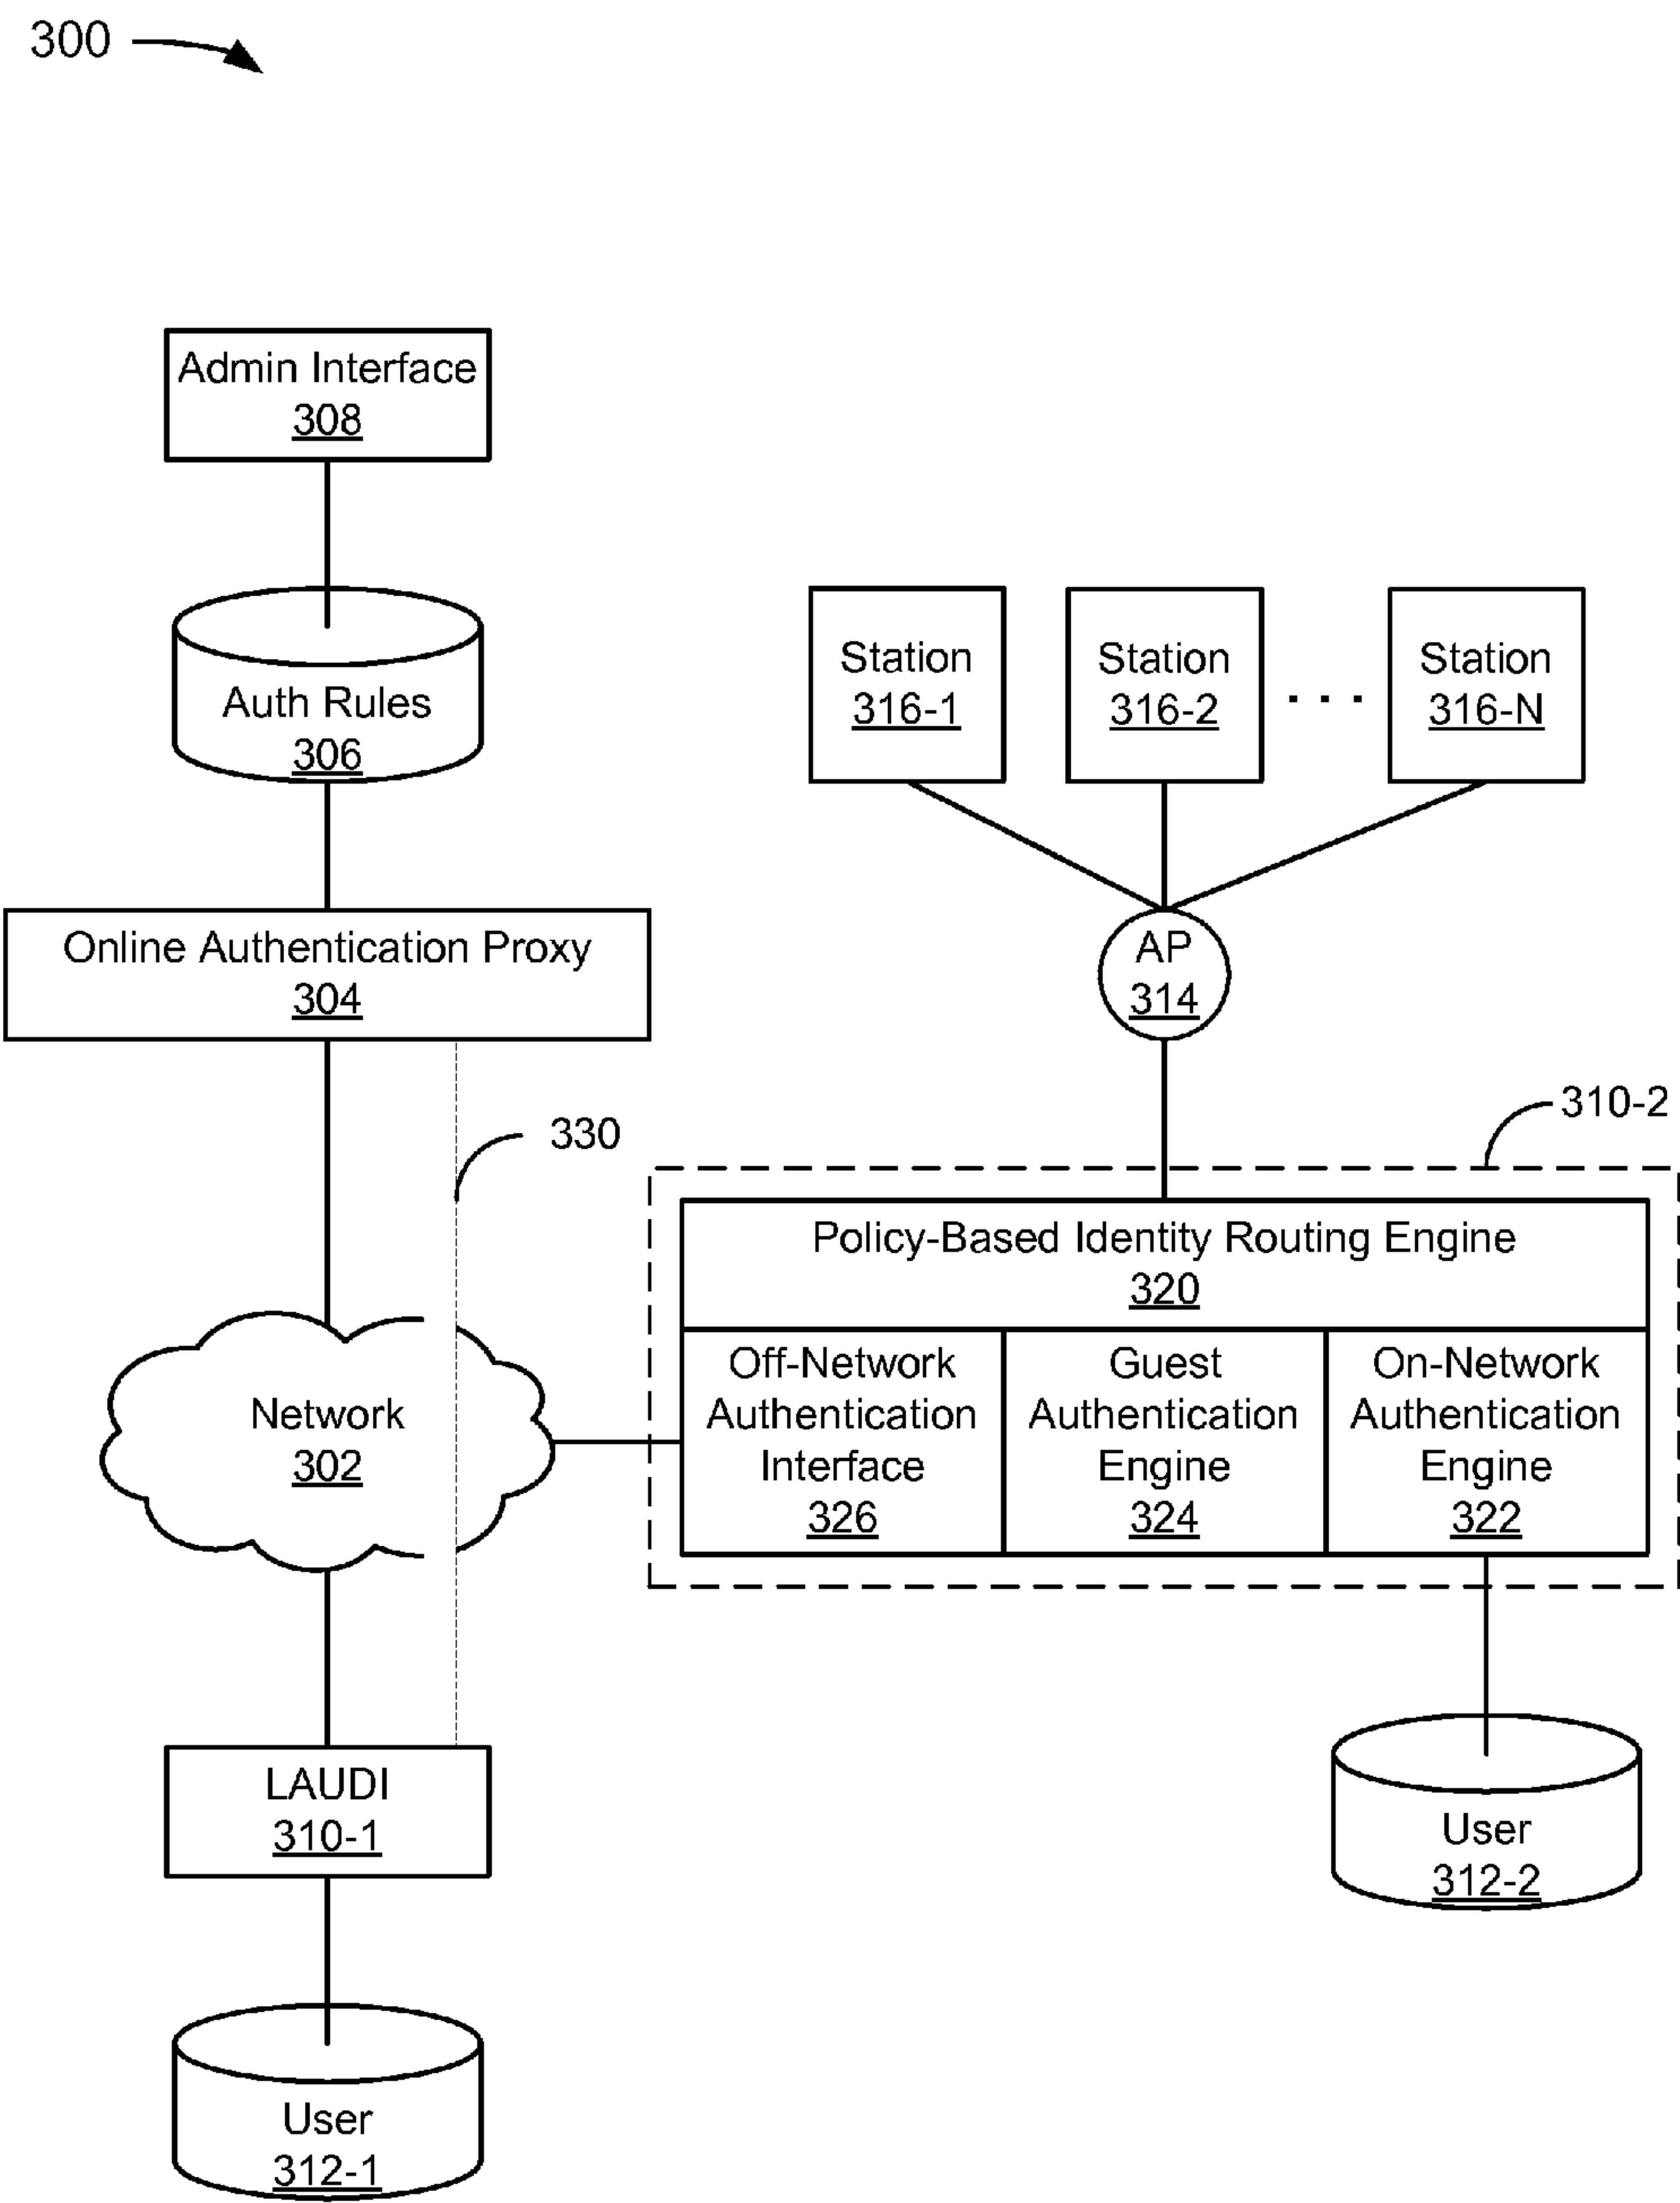 300
Admin Interface
308
Auth Rules
306
Station
316-1
Station
316-2
. . .
Station
316-N
Online Authentication Proxy
304
AP
314
330
310-2
Policy-Based Identity Routing Engine
320
Off-Network
Authentication
Interface
326
Guest
Authentication
Engine
324
On-Network
Authentication
Engine
322
Network
302
LAUDI
310-1
User
312-2
User
312-1